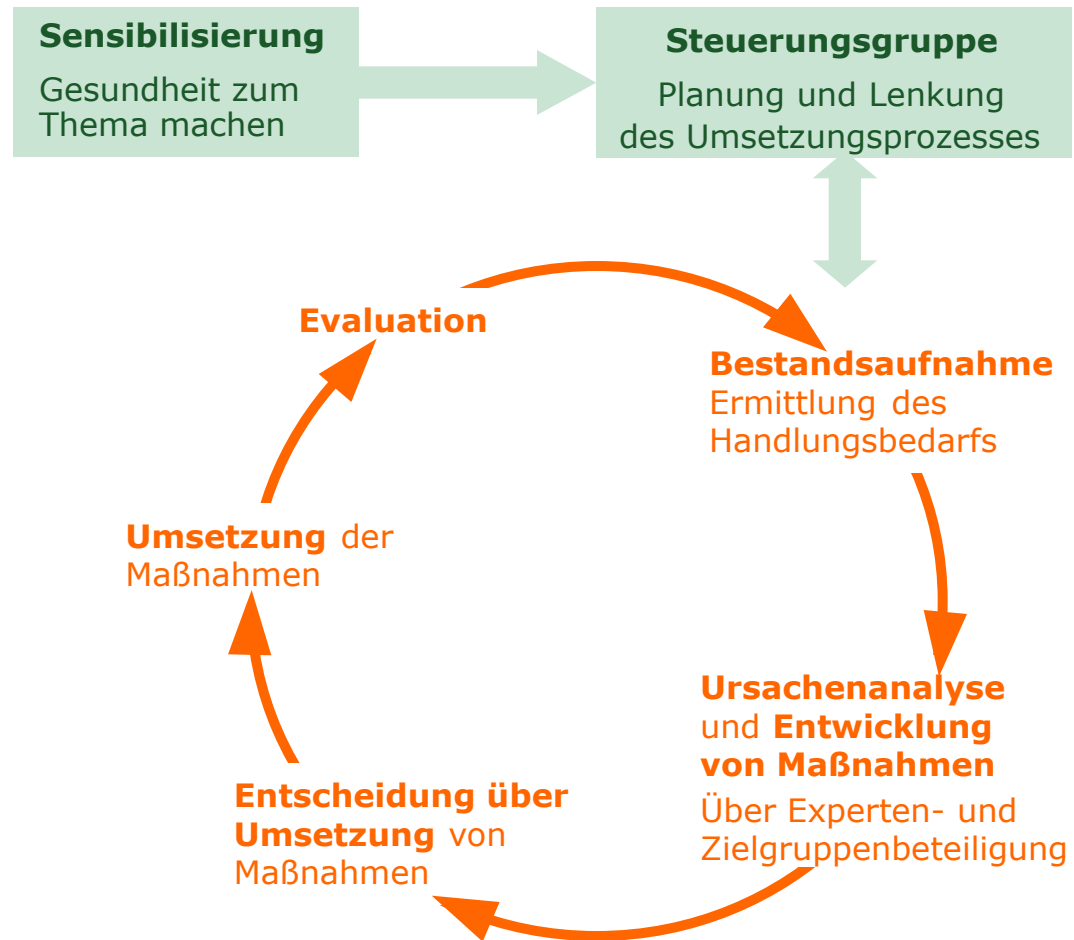 Sensibilisierung
Gesundheit zum
Thema machen
Steuerungsgruppe
Planung und Lenkung
des Umsetzungsprozesses
Evaluation
Bestandsaufnahme
Ermittlung des
Handlungsbedarfs
Umsetzung der
Maßnahmen
Ursachenanalyse
und Entwicklung
von Maßnahmen
Über Experten- und
Zielgruppenbeteiligung
Entscheidung über
Umsetzung von
Maßnahmen